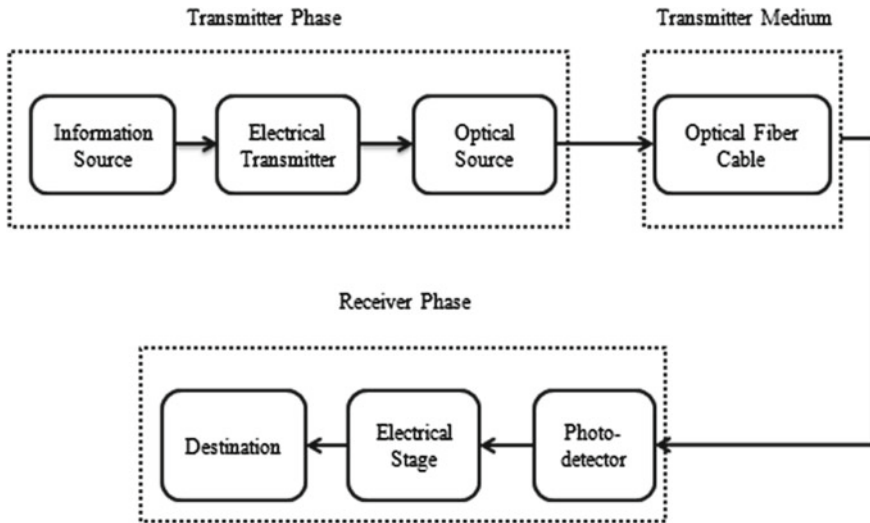 Transmitter Phase
Transmitter Medium
Information
Source
Electrical
Transmitter
Optical
Source
Optical Fiber
Cable
Receiver Phase
Destination
Electrical
Stage
Photo-
detector